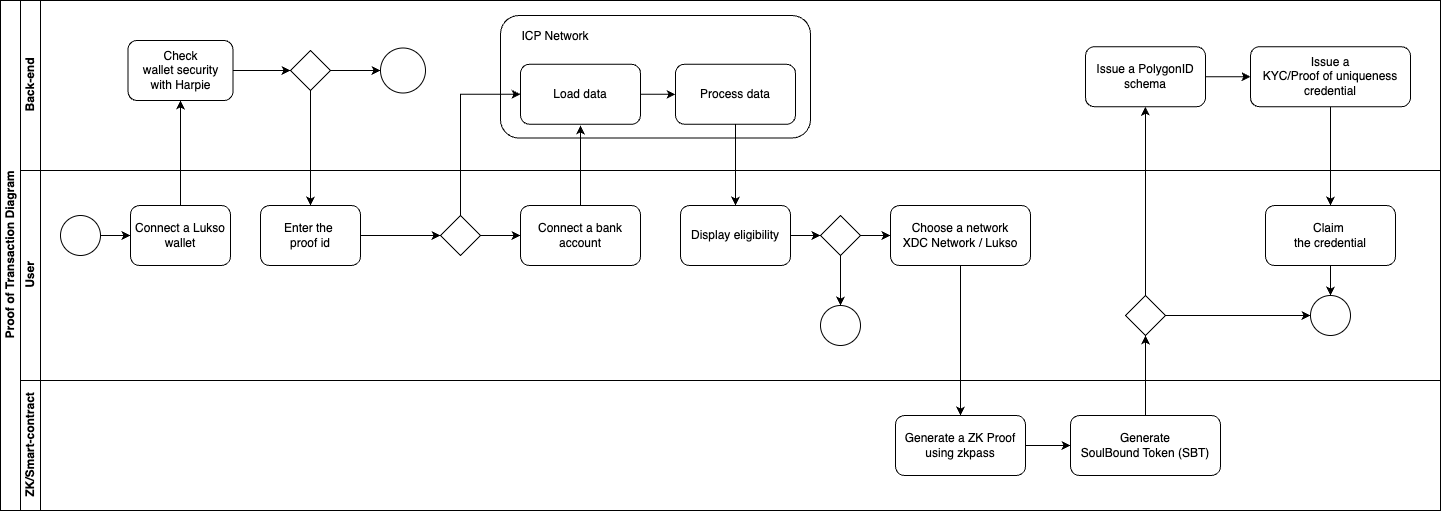 Proof of Transaction Diagram
Back-end
Check
wallet security
with Harpie
ICP Network
Load data
Process data
Issue a PolygonID
schema
Issue a
KYC/Proof of uniqueness
credential
User
Connect a Lukso
wallet
Enter the
proof id
Connect a bank
account
Display eligibility
Choose a network
XDC Network / Lukso
Claim
the credential
ZK/Smart-contract
Generate a ZK Proof
using zkpass
Generate
SoulBound Token (SBT)